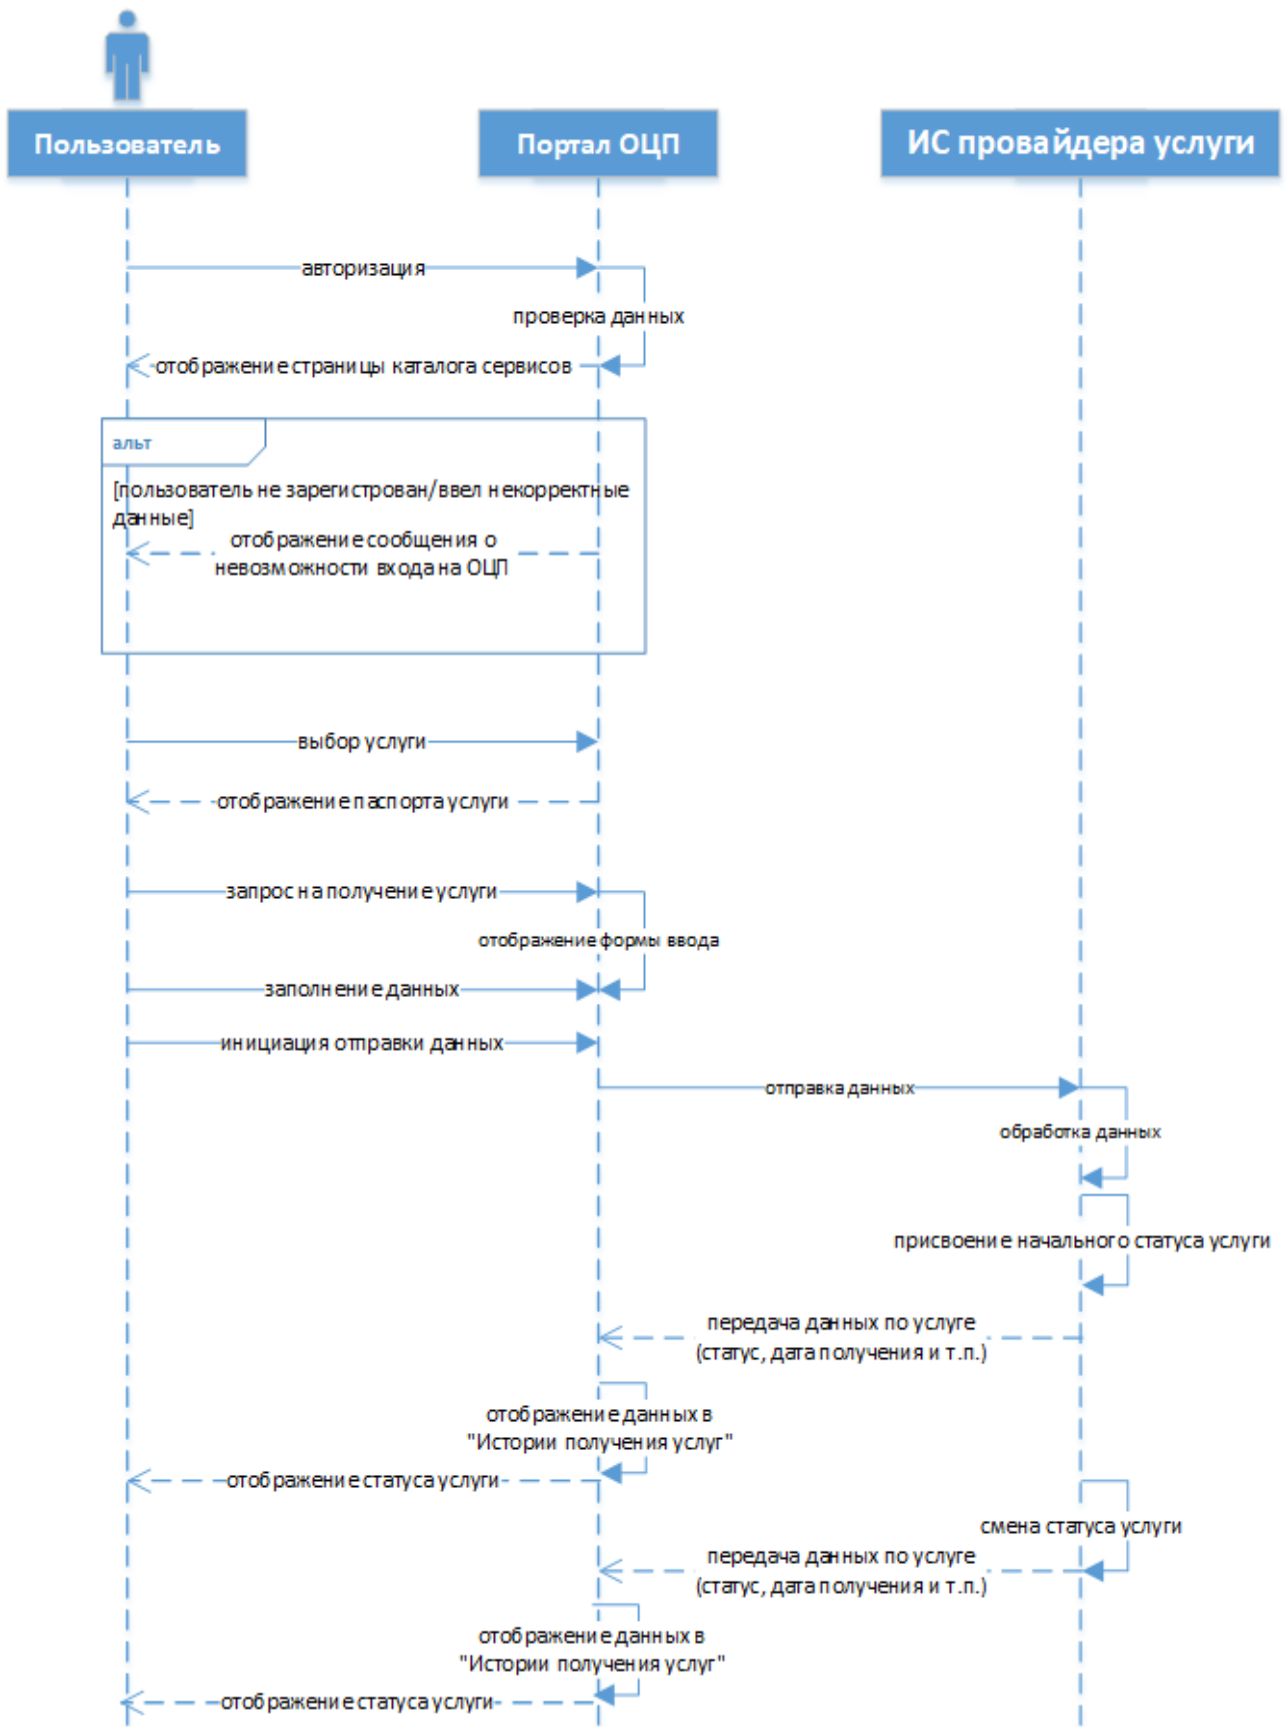 Пользователь
Портал ОЦП
ИС провайдера услуги
авторизация
проверка данных
отображение страницы каталога сервисов
альт
[пользователь не зарегистрирован/ввел некорректные
данные]
отображение сообщения о
невозможности входа на ОЦП
выбор услуги
отображение паспорта услуги
запрос на получение услуги
отображение формы ввода
заполнение данных
инициация отправки данных
отправка данных
обработка данных
присвоение начального статуса услуги
передача данных по услуге
(статус, дата получения и т.п.)
отображение данных в
"Истории получения услуг"
отображение статуса услуги
смена статуса услуги
передача данных по услуге
(статус, дата получения и т.п.)
отображение данных в
"Истории получения услуг"
отображение статуса услуги